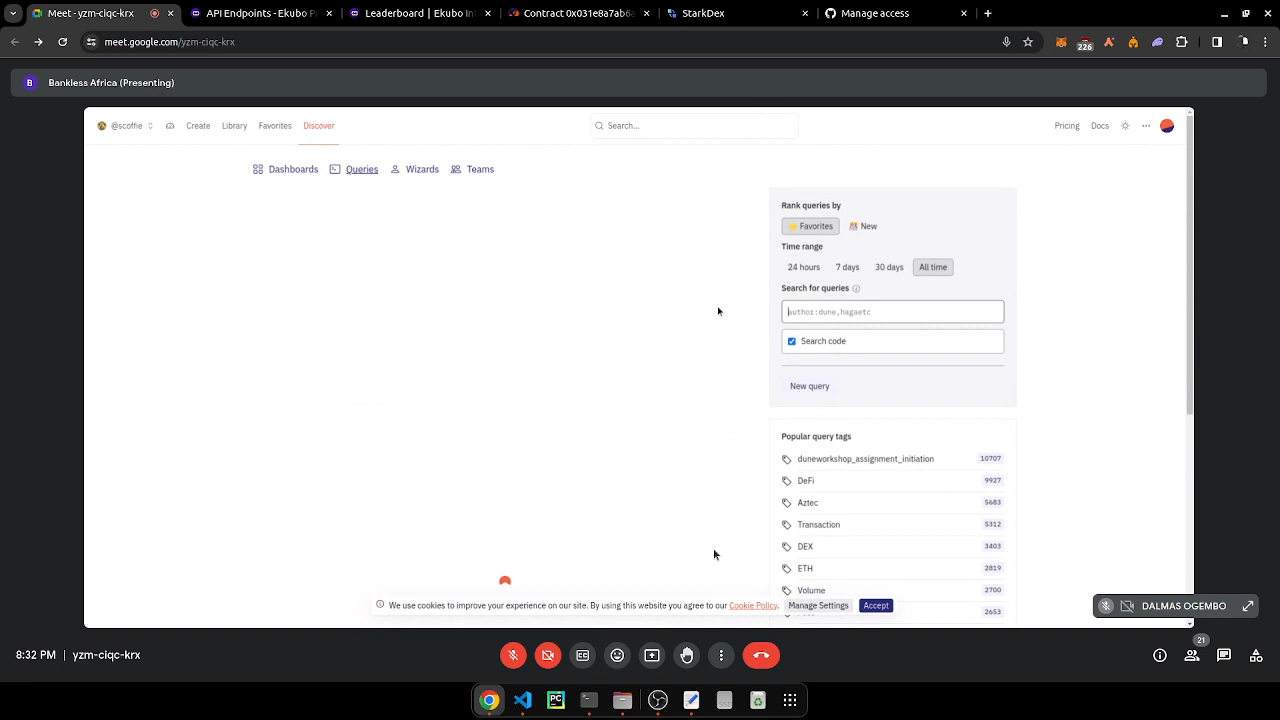 Meet - yzm-ciqc-krx
API Endpoints - Ekubo P
Leaderboard | Ekubo In
Contract 0x031e8a7ab6a
StarkDex
Manage access
meet.google.com/yzm-ciqc-krx
226
B Bankless Africa (Presenting)
@scoffie
Create
Library
Favorites
Discover
Search...
Pricing
Docs
Dashboards
Queries
Wizards
Teams
Rank queries by
Favorites
New
Time range
24 hours
7 days
30 days
All time
Search for queries
author:dune,hagaetc
Search code
New query
Popular query tags
duneworkshop_assignment_initiation 10707
DeFi 9927
Aztec 5683
Transaction 5312
DEX 3403
ETH 2819
Volume 2700
2653
We use cookies to improve your experience on our site. By using this website you agree to our Cookie Policy.
Manage Settings
Accept
DALMAS OGEMBO
8:32 PM | yzm-ciqc-krx
21